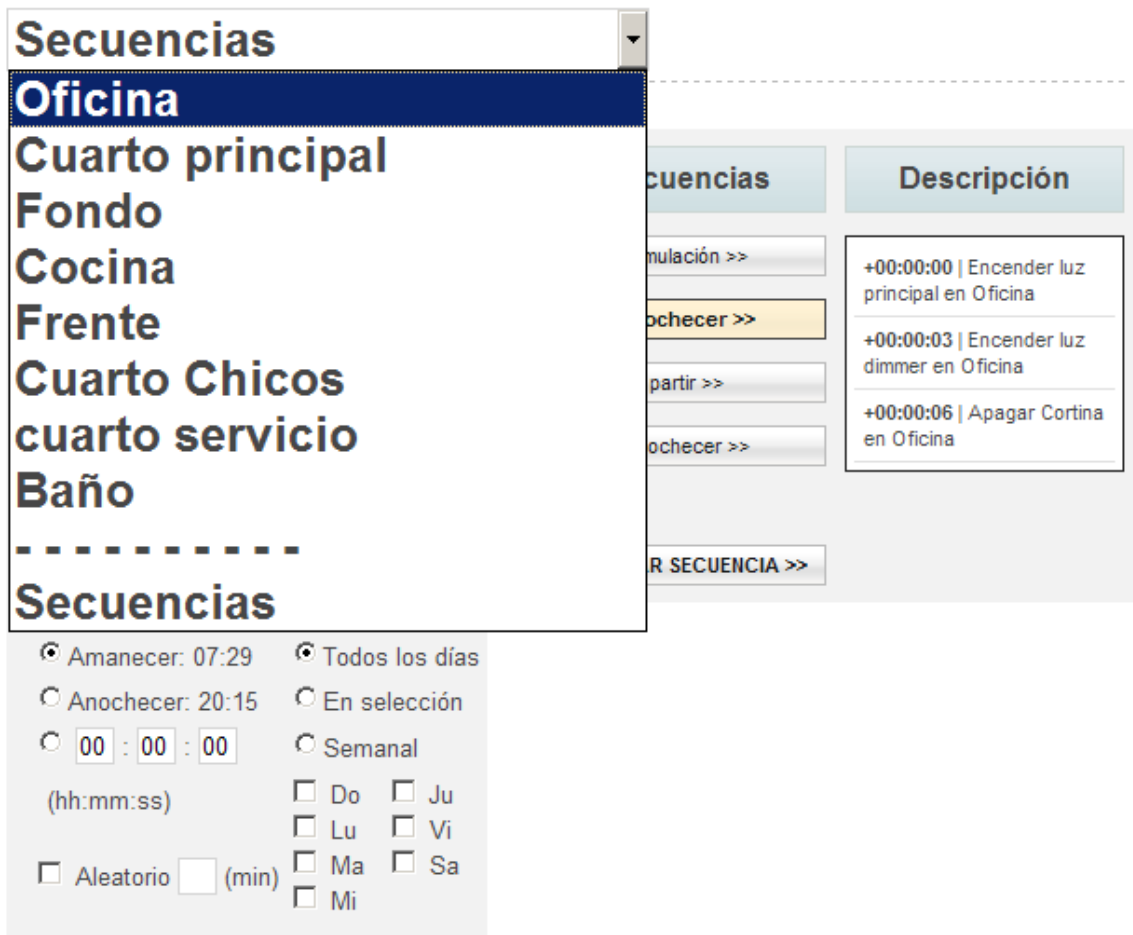 Secuencias
Oficina
Cuarto principal
Fondo
Cocina
Frente
Cuarto Chicos
cuarto servicio
Baño
- - - - - - - - - -
Secuencias
cuencias
mulación >>
ochecer >>
partir >>
ochecer >>
R SECUENCIA >>
Descripción
+00:00:00 | Encender luz
principal en Oficina
+00:00:03 | Encender luz
dimmer en Oficina
+00:00:06 | Apagar Cortina
en Oficina
Amanecer: 07:29
Anochecer: 20:15
00 : 00 : 00
(hh:mm:ss)
Aleatorio (min)
Todos los días
En selección
Semanal
Do Ju
Lu Vi
Ma Sa
Mi